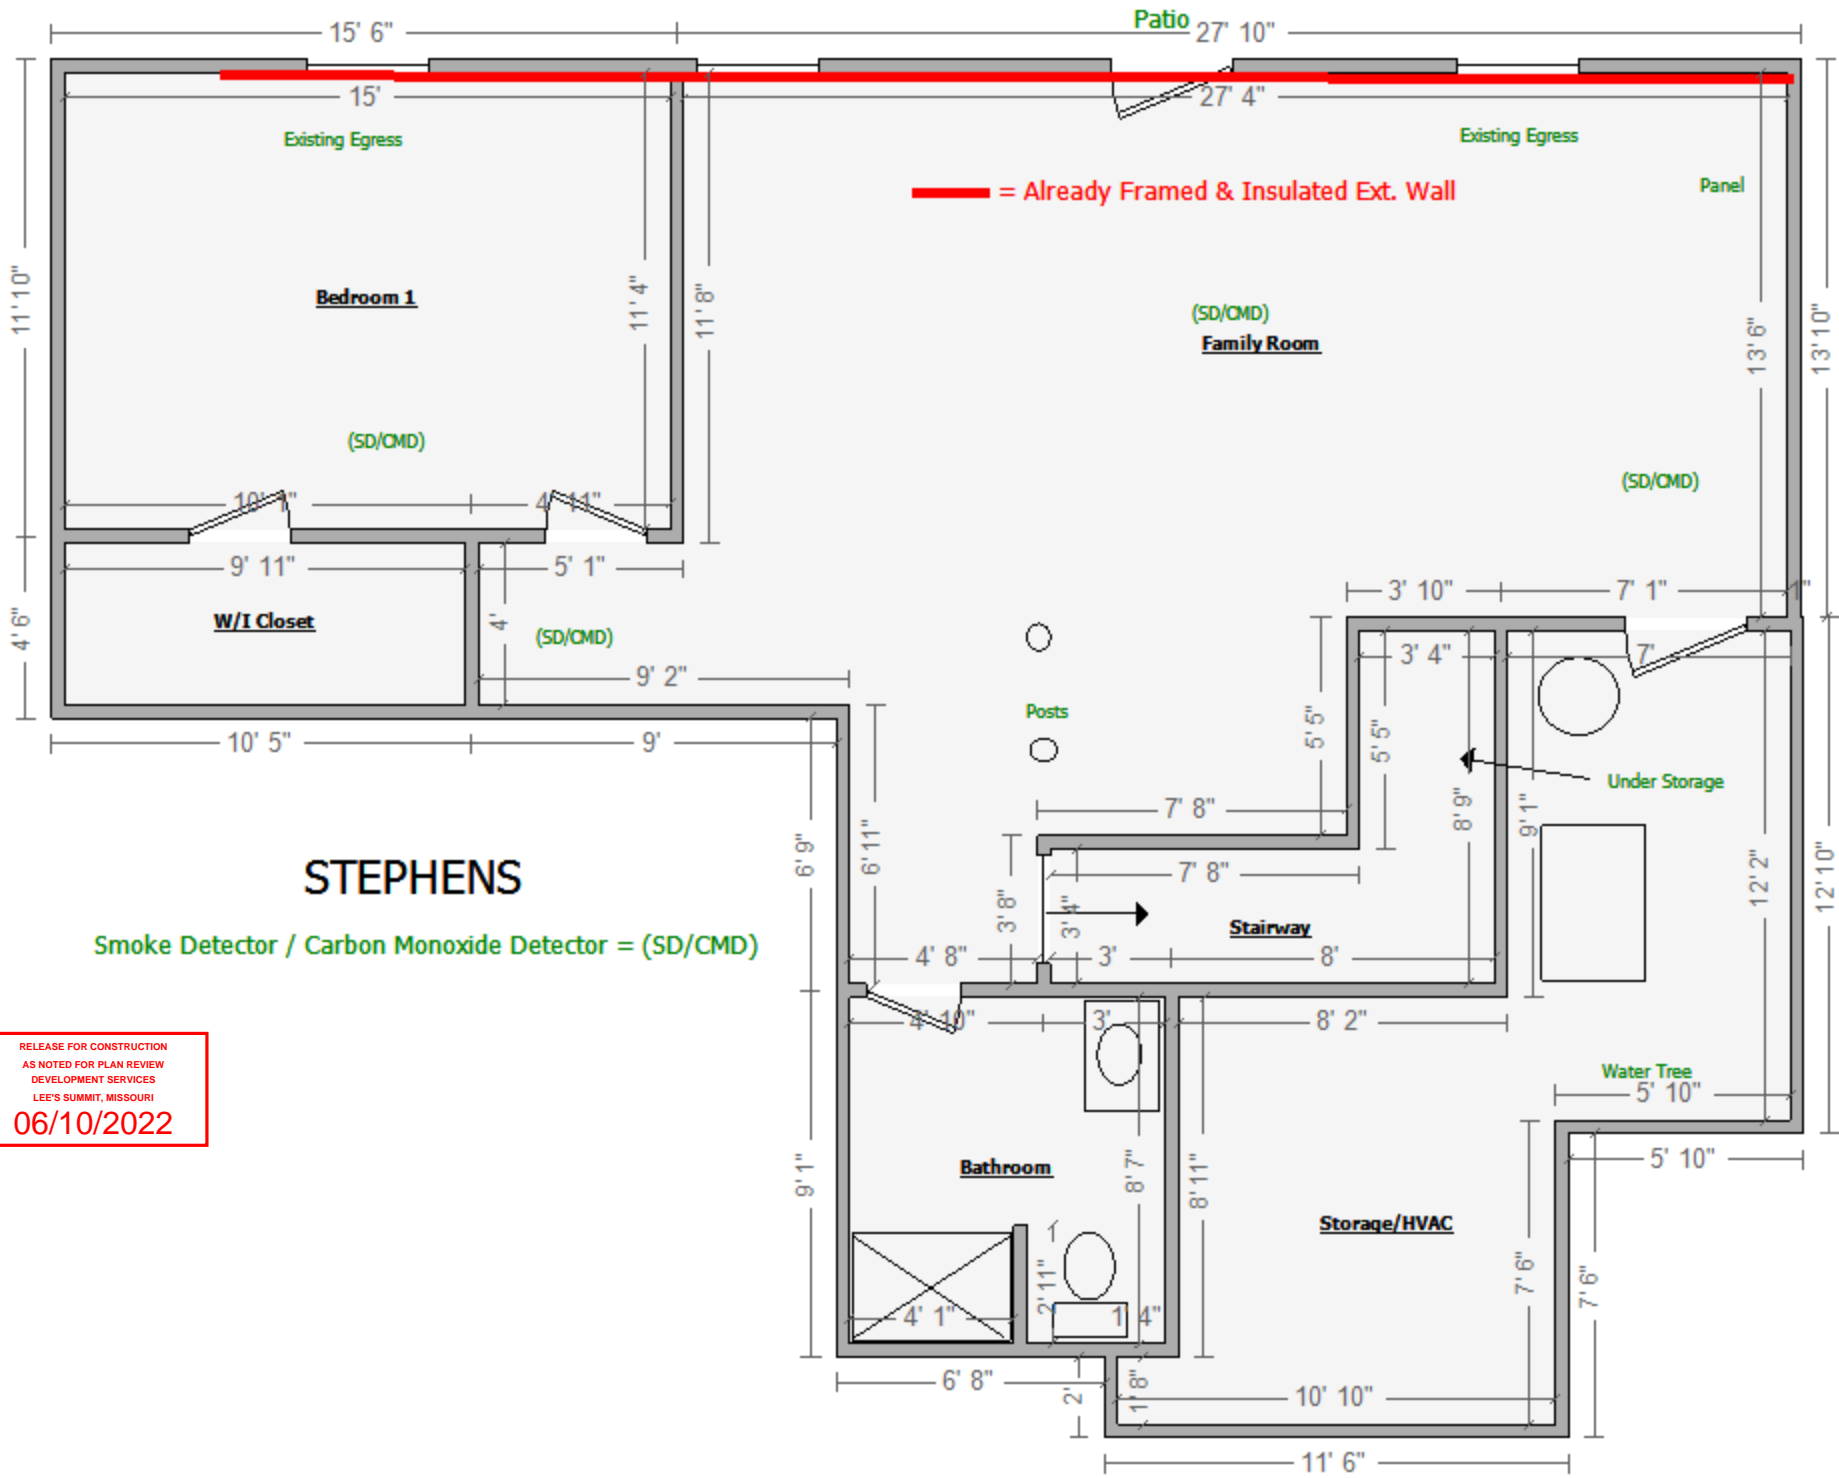 Patio
15' 6"
27' 10"
15'
27' 4"
Existing Egress
Existing Egress
= Already Framed & Insulated Ext. Wall
Panel
11' 10"
Bedroom 1
11' 4"
11' 8"
(SD/CMD)
Family Room
13' 6"
13' 10"
(SD/CMD)
(SD/CMD)
10' 1"
4' 11"
9' 11"
5' 1"
3' 10"
7' 1"
1"
W/I Closet
4' 6"
4'
(SD/CMD)
3' 4"
7'
9' 2"
Posts
5' 5"
5' 5"
10' 5"
9'
Under Storage
7' 8"
8' 9"
9' 1"
6' 9"
6' 11"
7' 8"
12' 2"
12' 10"
STEPHENS
3' 8"
3' 4"
Stairway
Smoke Detector / Carbon Monoxide Detector = (SD/CMD)
4' 8"
3'
8'
4' 10"
3'
8' 2"
RELEASE FOR CONSTRUCTION
AS NOTED FOR PLAN REVIEW
DEVELOPMENT SERVICES
LEE'S SUMMIT, MISSOURI
06/10/2022
Water Tree
5' 10"
5' 10"
9' 1"
Bathroom
8' 7"
8' 11"
Storage/HVAC
2' 11"
7' 6"
7' 6"
4' 1"
1' 4"
6' 8"
2'
1' 8"
10' 10"
11' 6"